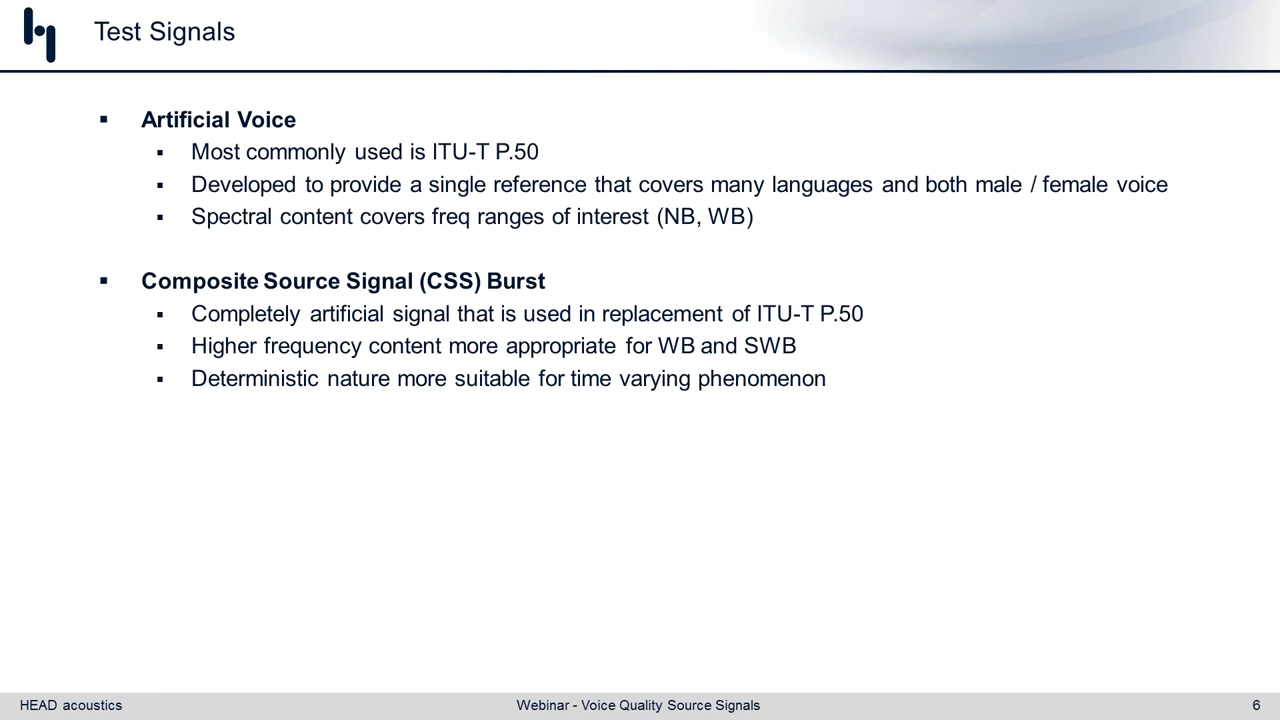 Test Signals
▪ Artificial Voice
▪ Most commonly used is ITU-T P.50
▪ Developed to provide a single reference that covers many languages and both male / female voice
▪ Spectral content covers freq ranges of interest (NB, WB)
▪ Composite Source Signal (CSS) Burst
▪ Completely artificial signal that is used in replacement of ITU-T P.50
▪ Higher frequency content more appropriate for WB and SWB
▪ Deterministic nature more suitable for time varying phenomenon
HEAD acoustics Webinar - Voice Quality Source Signals 6